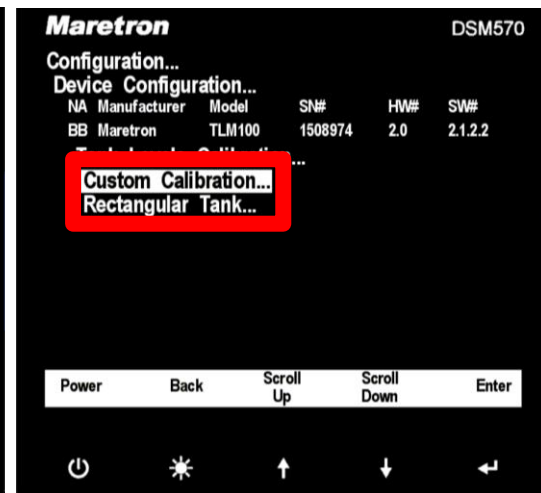 Maretron DSM570
Configuration...
Device Configuration...
NA Manufacturer Model SN# HW# SW#
BB Maretron TLM100 1508974 2.0 2.1.2.2
Custom Calibration...
Rectangular Tank...
Power Back Scroll Up Scroll Down Enter